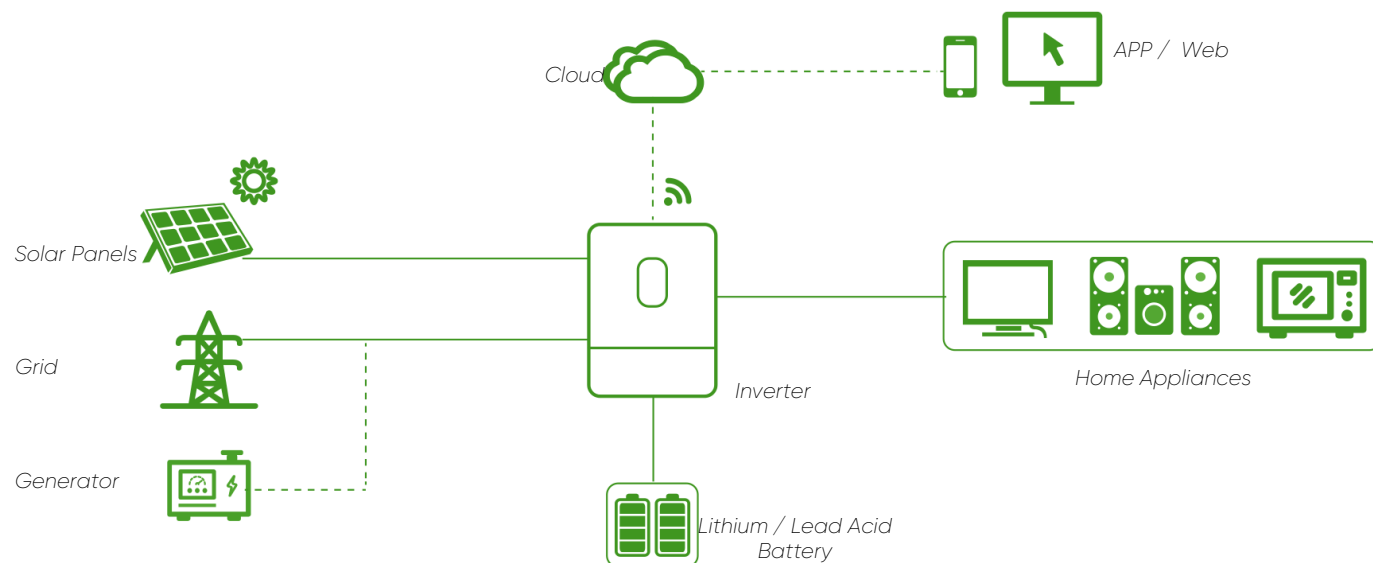 Cloud
APP / Web
Solar Panels
Grid
Inverter
Home Appliances
Generator
Lithium / Lead Acid
Battery